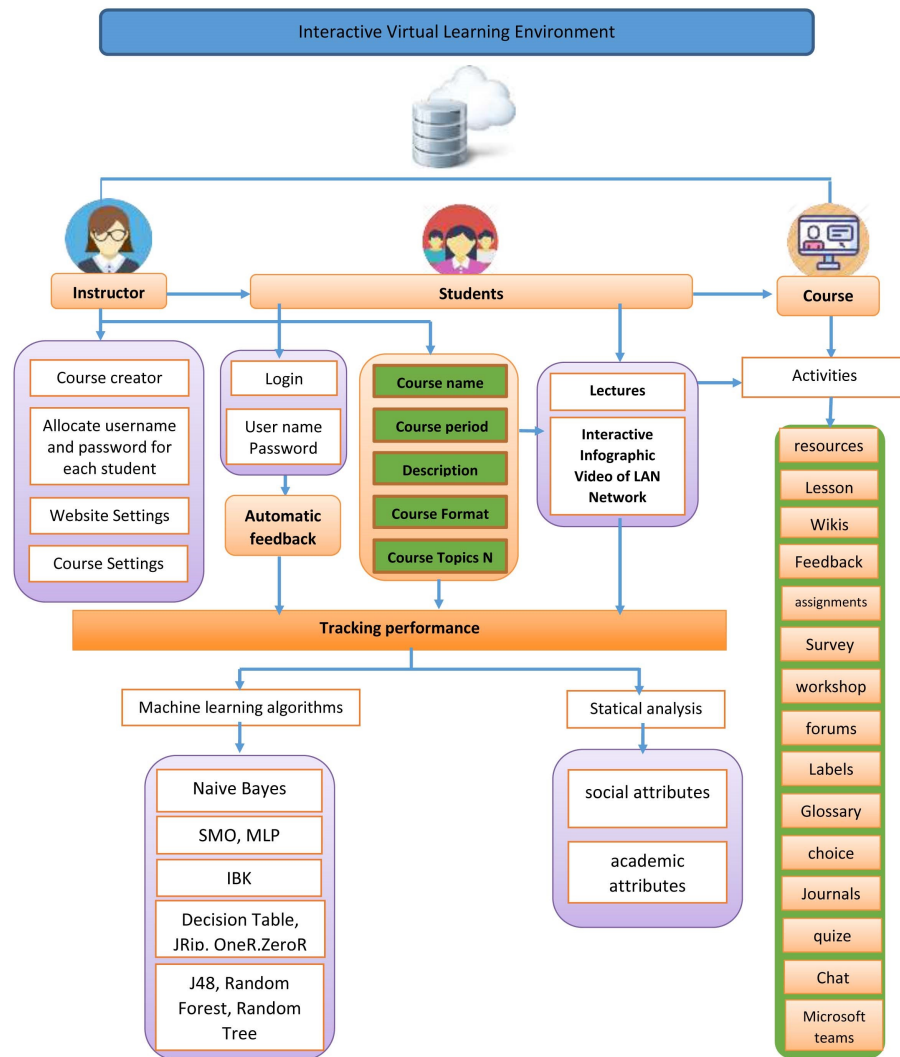 Interactive Virtual Learning Environment
Instructor
Students
Course
Course creator
Allocate username
and password for
each student
Website Settings
Course Settings
Login
User name
Password
Automatic
feedback
Course name
Course period
Description
Course Format
Course Topics N
Lectures
Interactive
Infographic
Video of LAN
Network
Activities
resources
Lesson
Wikis
Feedback
assignments
Survey
workshop
forums
Labels
Glossary
choice
Journals
quize
Chat
Microsoft
teams
Tracking performance
Machine learning algorithms
Statical analysis
Naive Bayes
SMO, MLP
IBK
Decision Table,
JRip, OneR,ZeroR
J48, Random
Forest, Random
Tree
social attributes
academic
attributes